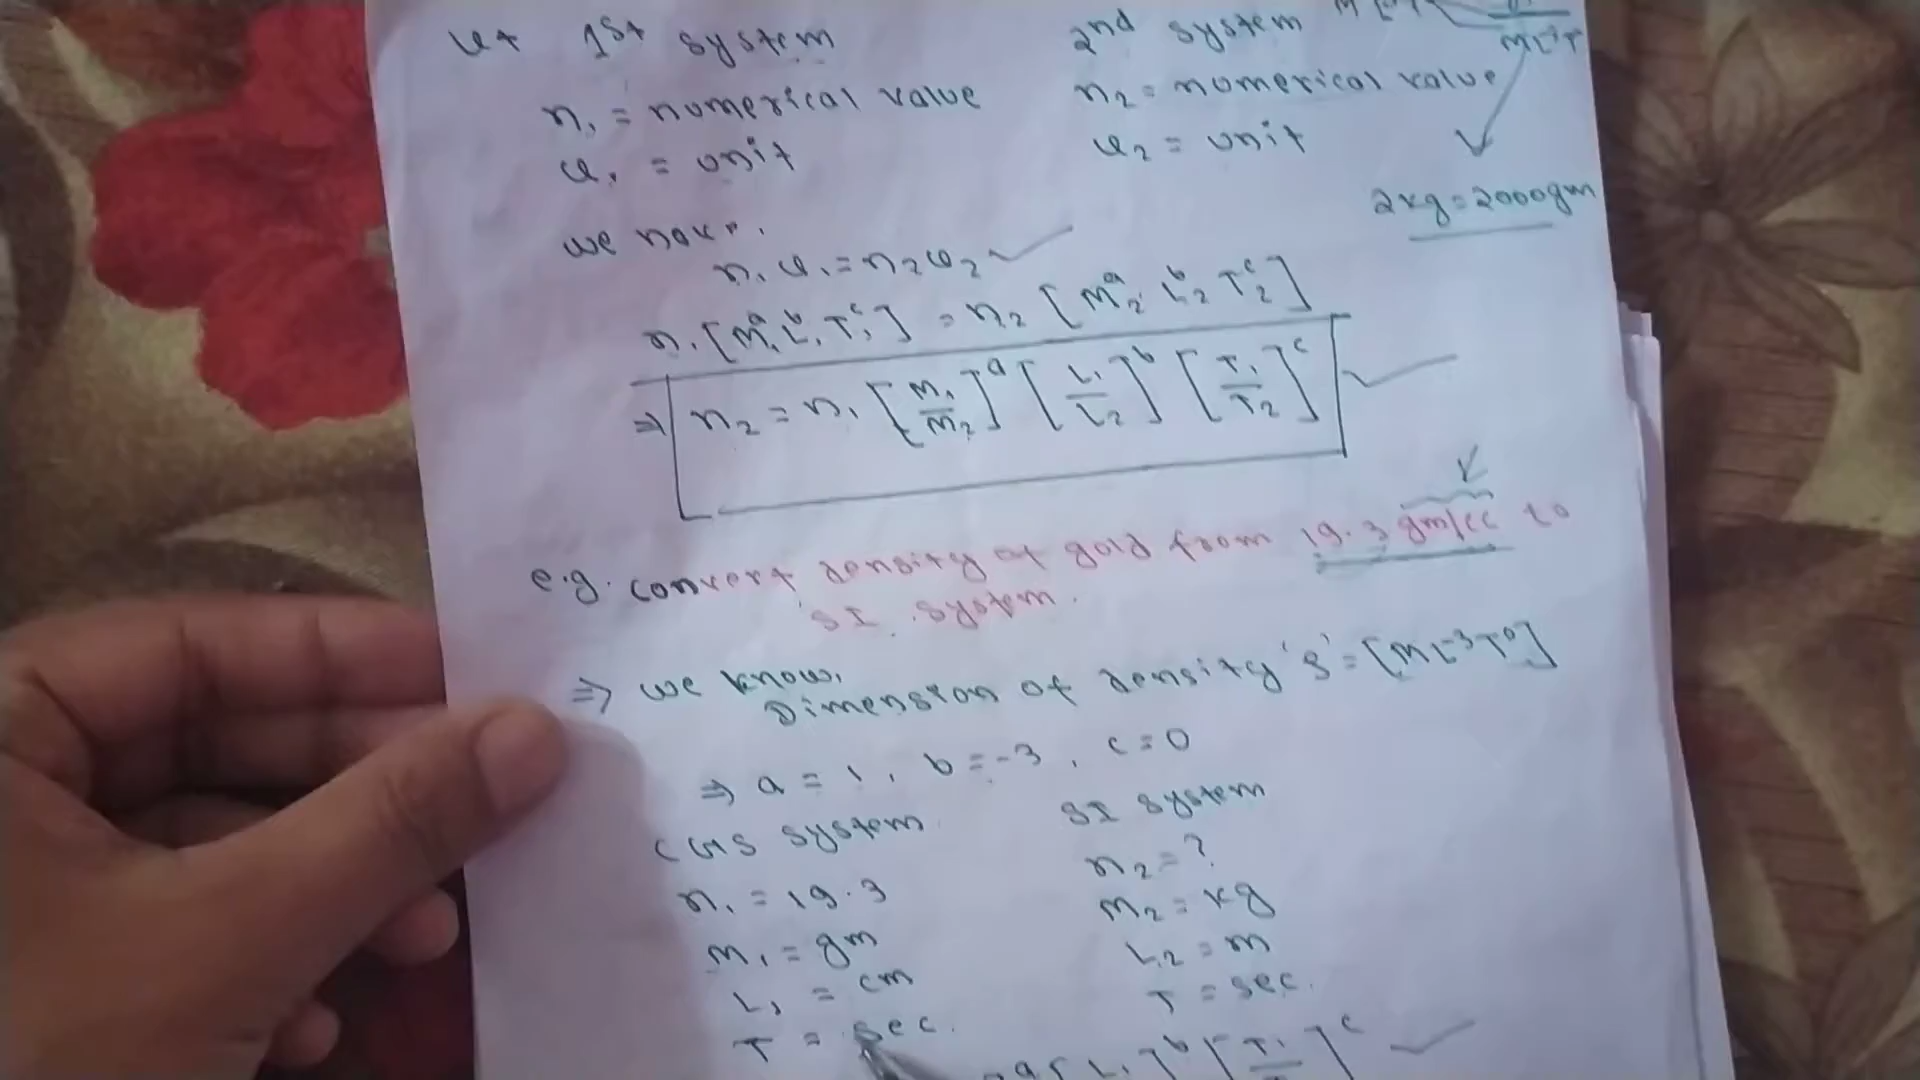 1st system
2nd system
n₁ = numerical value
n₂ = numerical value
u₁ = unit
u₂ = unit
2kg = 2000gm
we
n₁u₁ = n₂u₂
n₁[M₁ᵃ L₁ᵇ T₁ᶜ] = n₂[M₂ᵃ L₂ᵇ T₂ᶜ]
⇒ n₂ = n₁ [M₁/M₂]ᵃ [L₁/L₂]ᵇ [T₁/T₂]ᶜ
e.g. convert density of gold from 19.3 gm/cc to
SI system.
⇒ we know,
Dimension of density 'ρ' = [ML⁻³T⁰]
⇒ a = 1, b = -3, c = 0
CGS system
SI system
n₁ = 19.3
n₂ = ?
M₁ = gm
M₂ = kg
L₁ = cm
L₂ = m
T = sec.
T = sec.